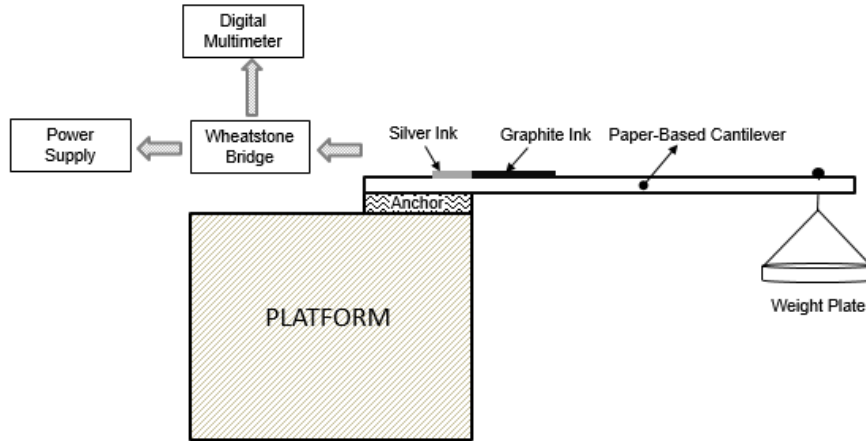 Digital
Multimeter
Power
Supply
Wheatstone
Bridge
Silver Ink
Graphite Ink
Paper-Based Cantilever
Anchor
PLATFORM
Weight Plate